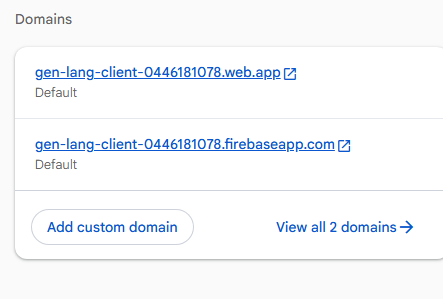 Domains
gen-lang-client-0446181078.web.app
Default
gen-lang-client-0446181078.firebaseapp.com
Default
Add custom domain View all 2 domains